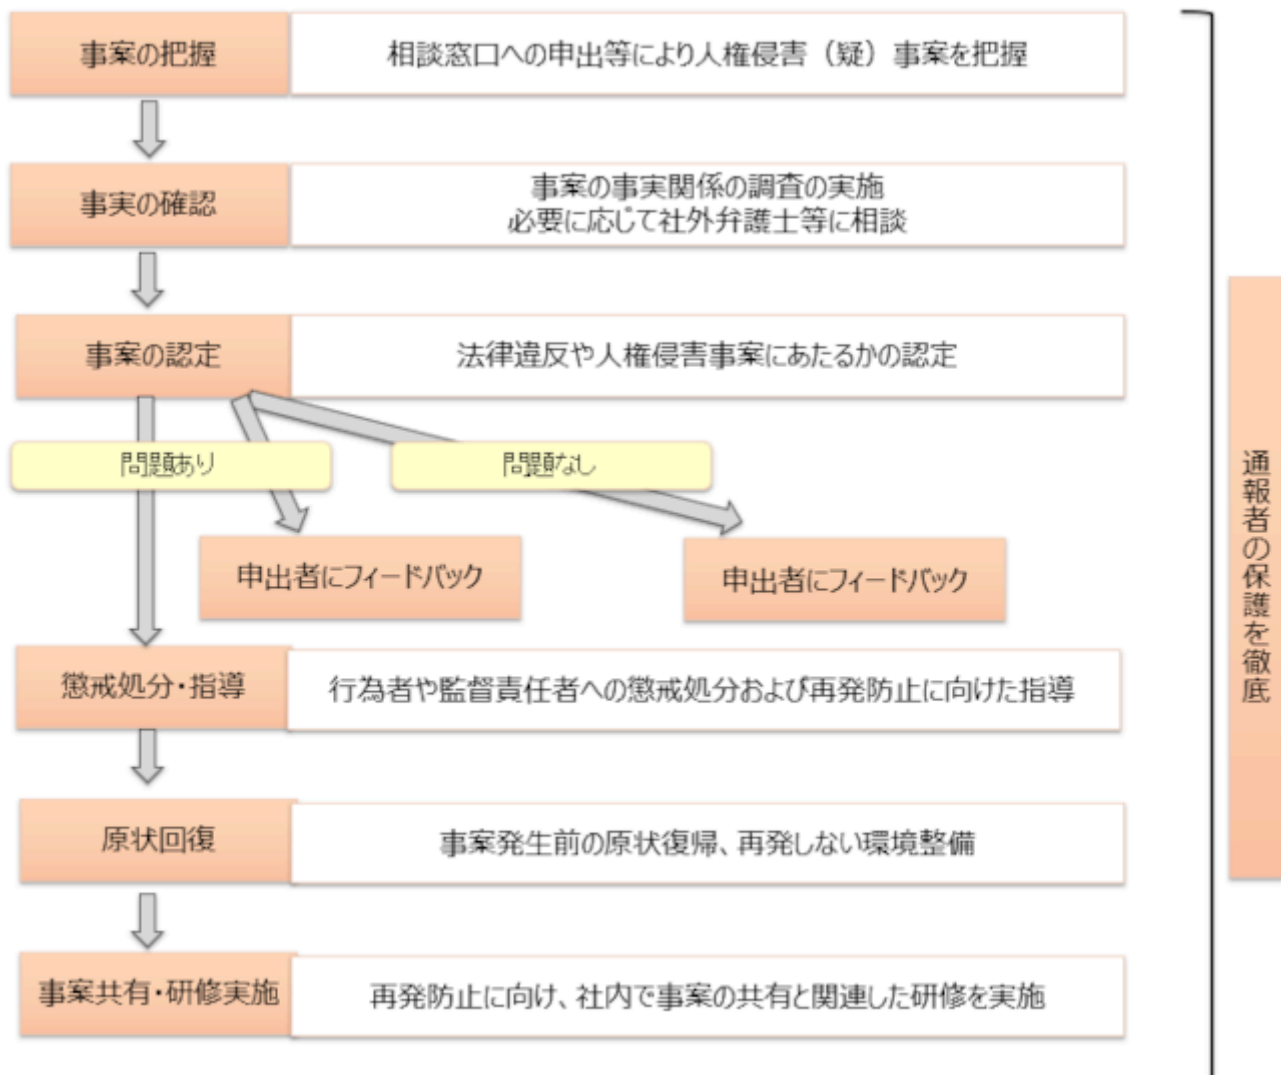 事案の把握
相談窓口への申出等により人権侵害（疑）事案を把握
事実の確認
事案の事実関係の調査の実施
必要に応じて社外弁護士等に相談
事案の認定
法律違反や人権侵害事案にあたるかの認定
問題あり
問題なし
申出者にフィードバック
申出者にフィードバック
懲戒処分・指導
行為者や監督責任者への懲戒処分および再発防止に向けた指導
原状回復
事案発生前の原状復帰、再発しない環境整備
事案共有・研修実施
再発防止に向け、社内で事案の共有と関連した研修を実施
通報者の保護を徹底